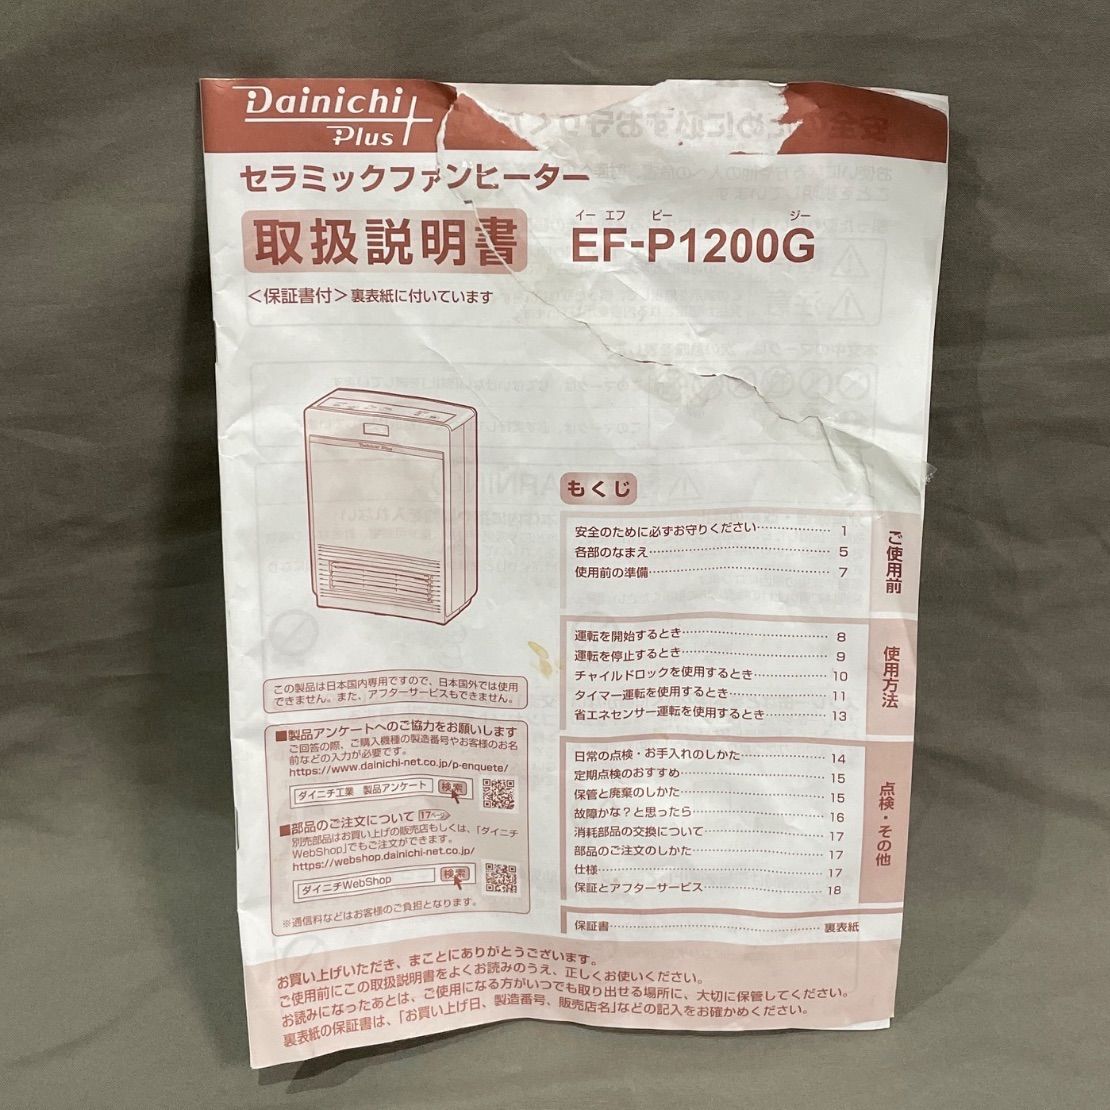 Dainichi
Plus
セラミックファンヒーター
取扱説明書
イー エフ ピー ジー
EF-P1200G
<保証書付>裏表紙に付いています
もくじ
安全のために必ずお守りください 1
各部のなまえ 5
使用前の準備 7
ご使用前
運転を開始するとき 8
運転を停止するとき 9
チャイルドロックを使用するとき 10
タイマー運転を使用するとき 11
省エネセンサー運転を使用するとき 13
使用方法
日常の点検・お手入れのしかた 14
定期点検のおすすめ 15
保管と廃棄のしかた 15
故障かな?と思ったら 16
消耗部品の交換について 17
部品のご注文のしかた 17
仕様 17
保証とアフターサービス 18
点検・その他
保証書 裏表紙
この製品は日本国内専用ですので、日本国外では使用
できません。また、アフターサービスもできません。
■製品アンケートへのご協力をお願いします
ご回答の際、ご購入機種の製造番号やお客様のお名
前などの入力が必要です。
https://www.dainichi-net.co.jp/p-enquete/
ダイニチ工業 製品アンケート 検索
■部品のご注文について 17ページ
別売部品はお買い上げの販売店もしくは、「ダイニチ
WebShop」でもご注文ができます。
https://webshop.dainichi-net.co.jp/
ダイニチWebShop 検索
※通信料などはお客様のご負担となります。
お買い上げいただき、まことにありがとうございます。
ご使用前にこの取扱説明書をよくお読みのうえ、正しくお使いください。
お読みになったあとは、ご使用になる方がいつでも取り出せる場所に、大切に保管してください。
裏表紙の保証書は、「お買い上げ日、製造番号、販売店名」などの記入をお確かめください。